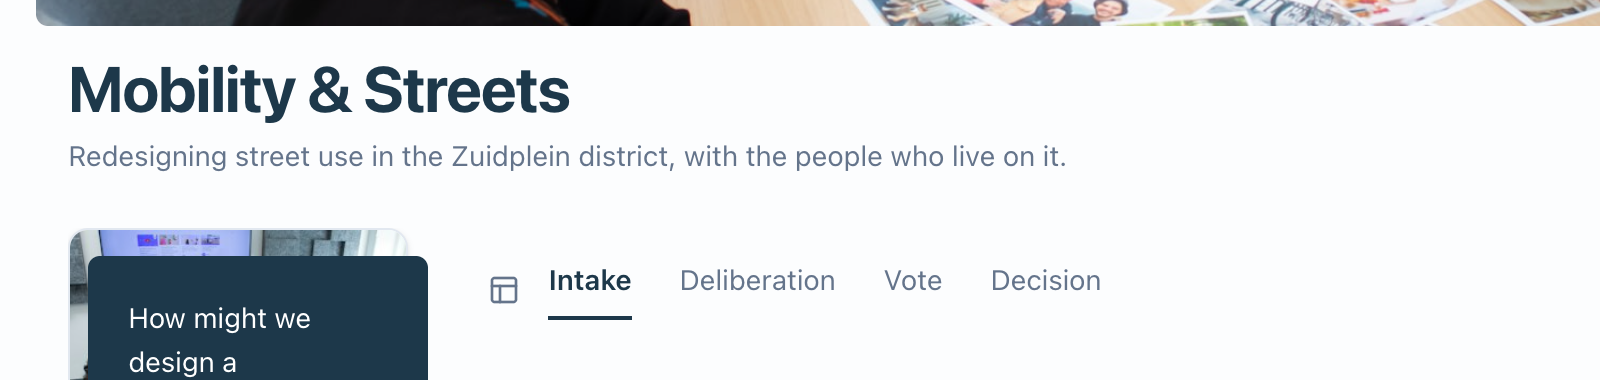 Mobility & Streets
Redesigning street use in the Zuidplein district, with the people who live on it.
Intake Deliberation Vote Decision
How might we
design a